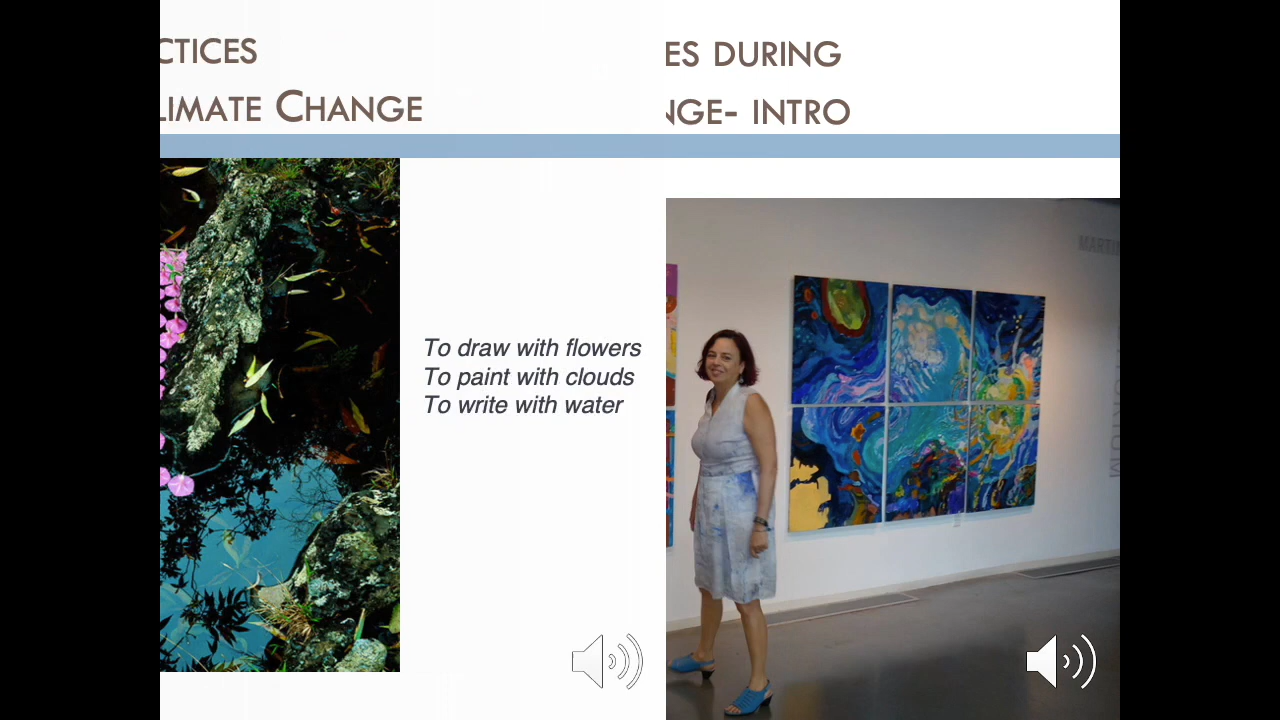 CTICES
LIMATE CHANGE
To draw with flowers
To paint with clouds
To write with water
ES DURING
NGE- INTRO
MARTIN